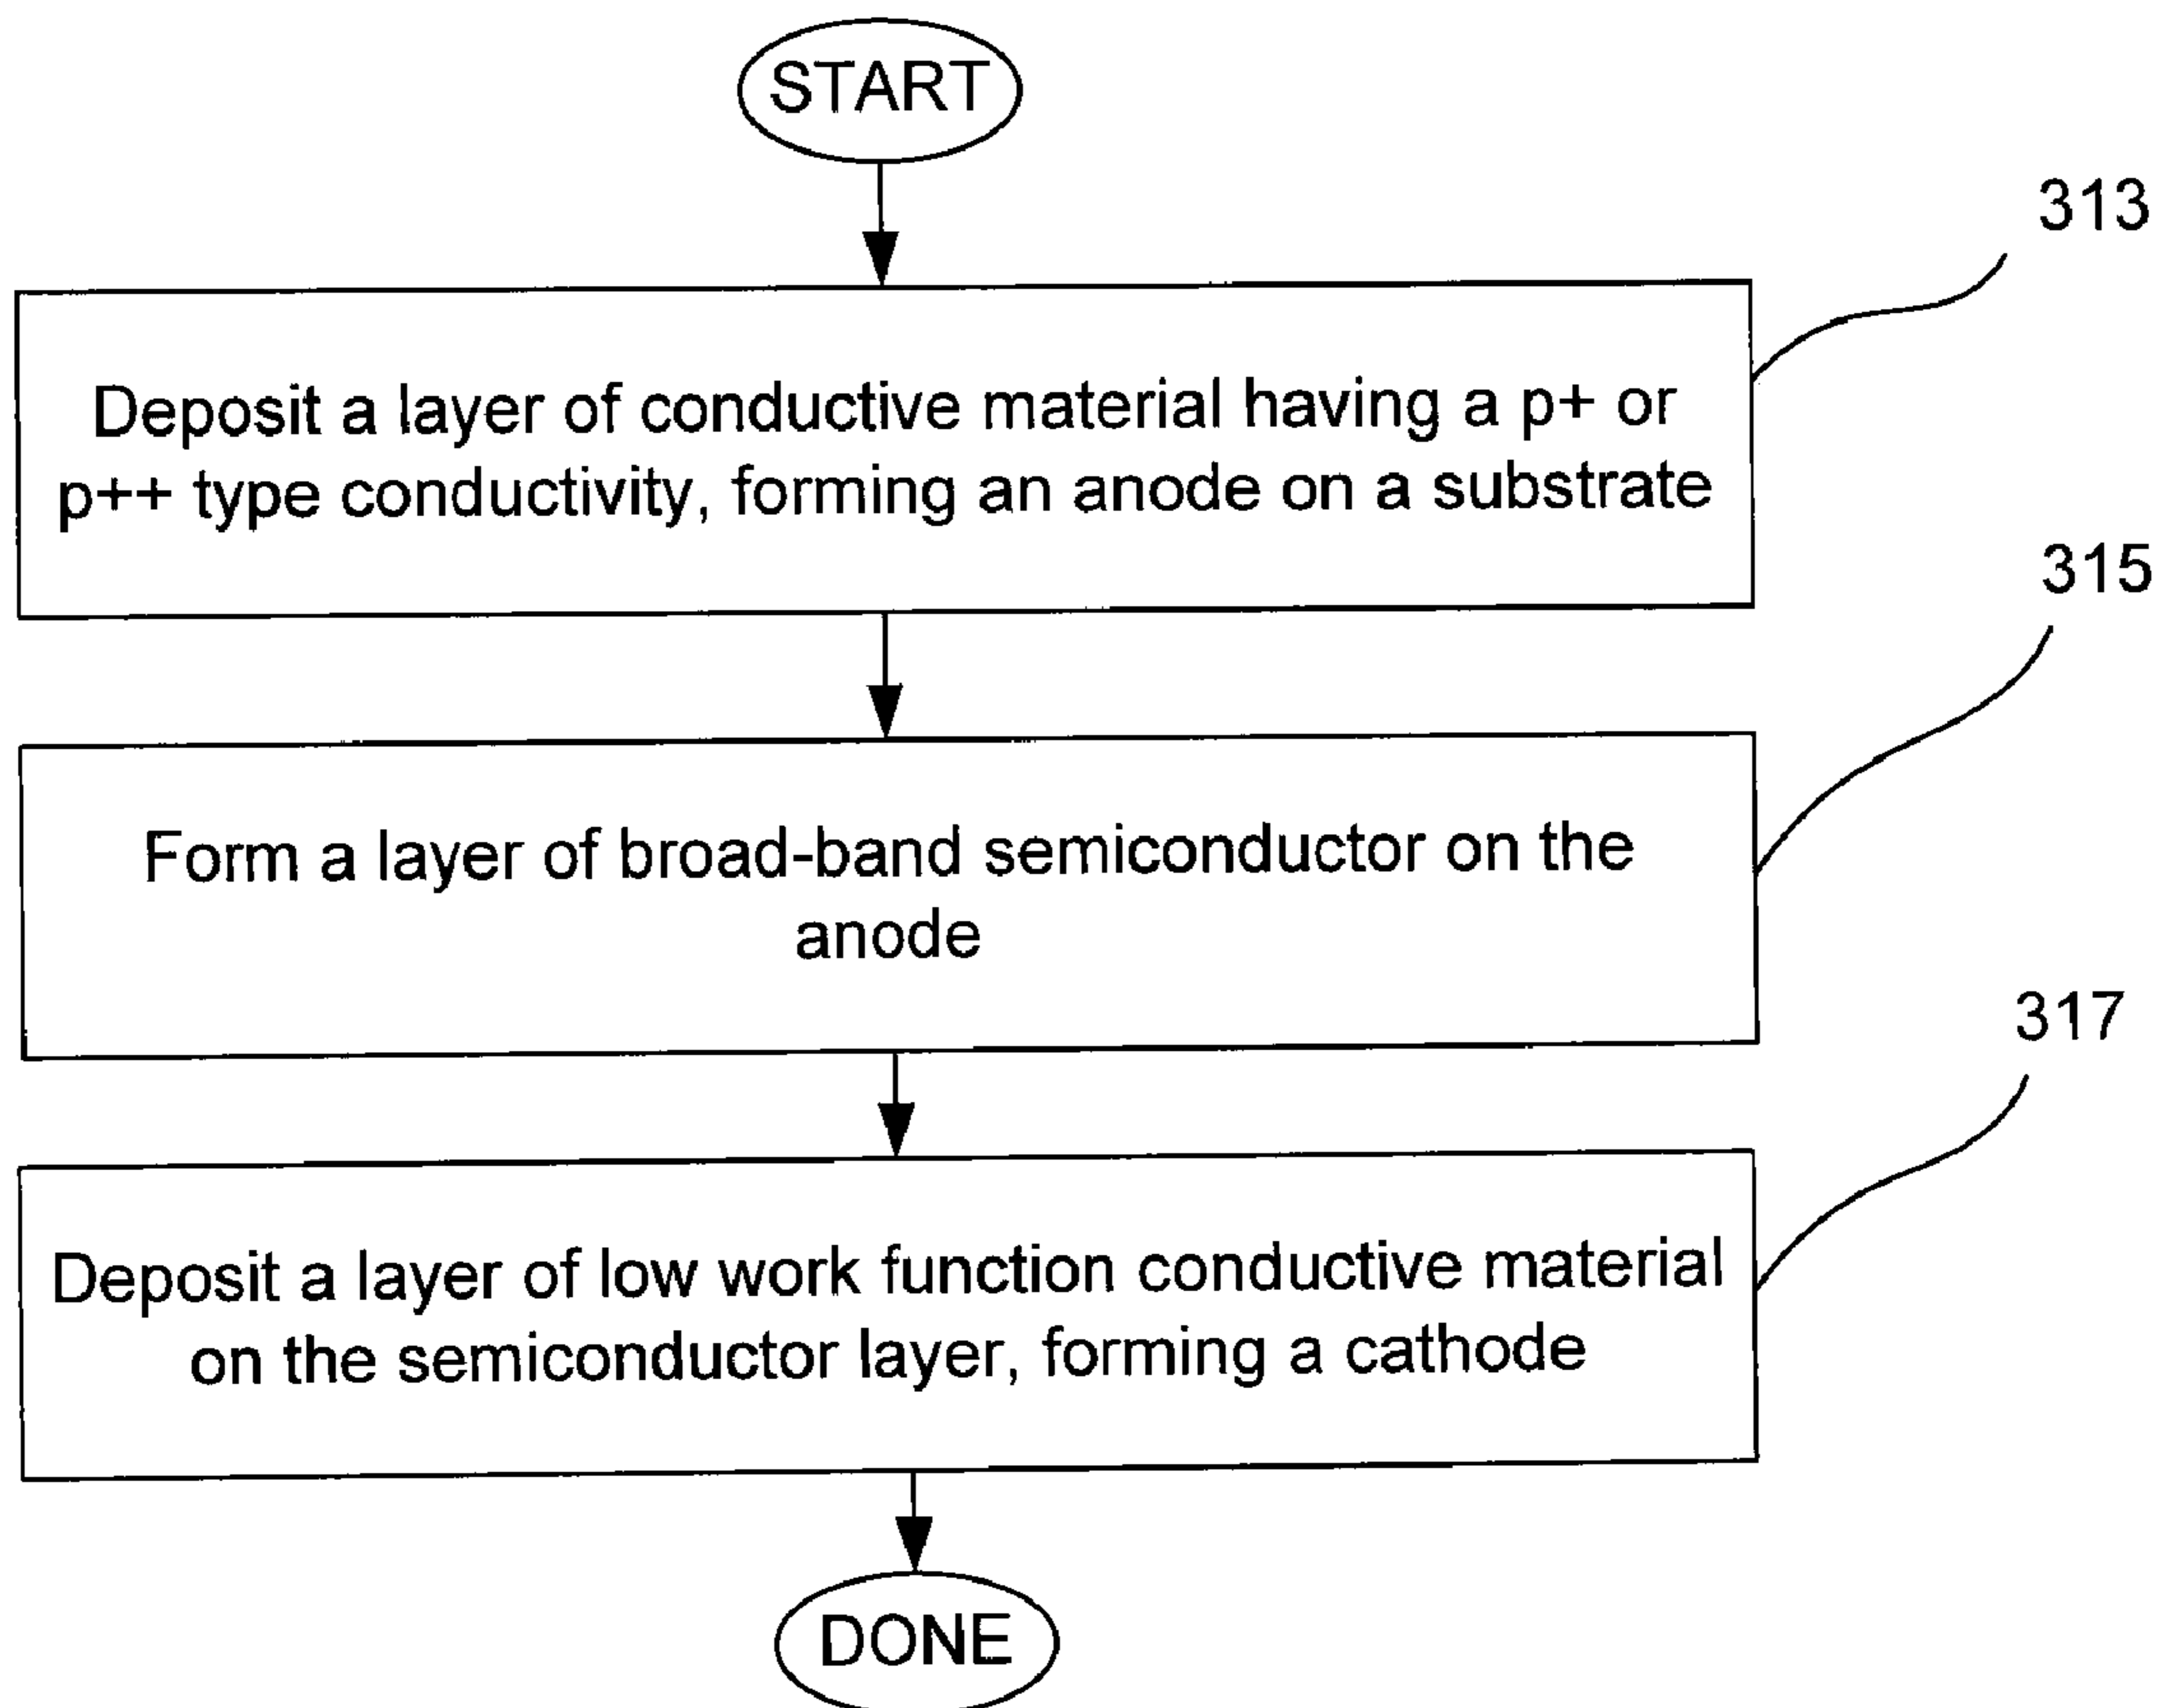 START
313
Deposit a layer of conductive material having a p+ or
p++ type conductivity, forming an anode on a substrate
315
Form a layer of broad-band semiconductor on the
anode
317
Deposit a layer of low work function conductive material
on the semiconductor layer, forming a cathode
DONE